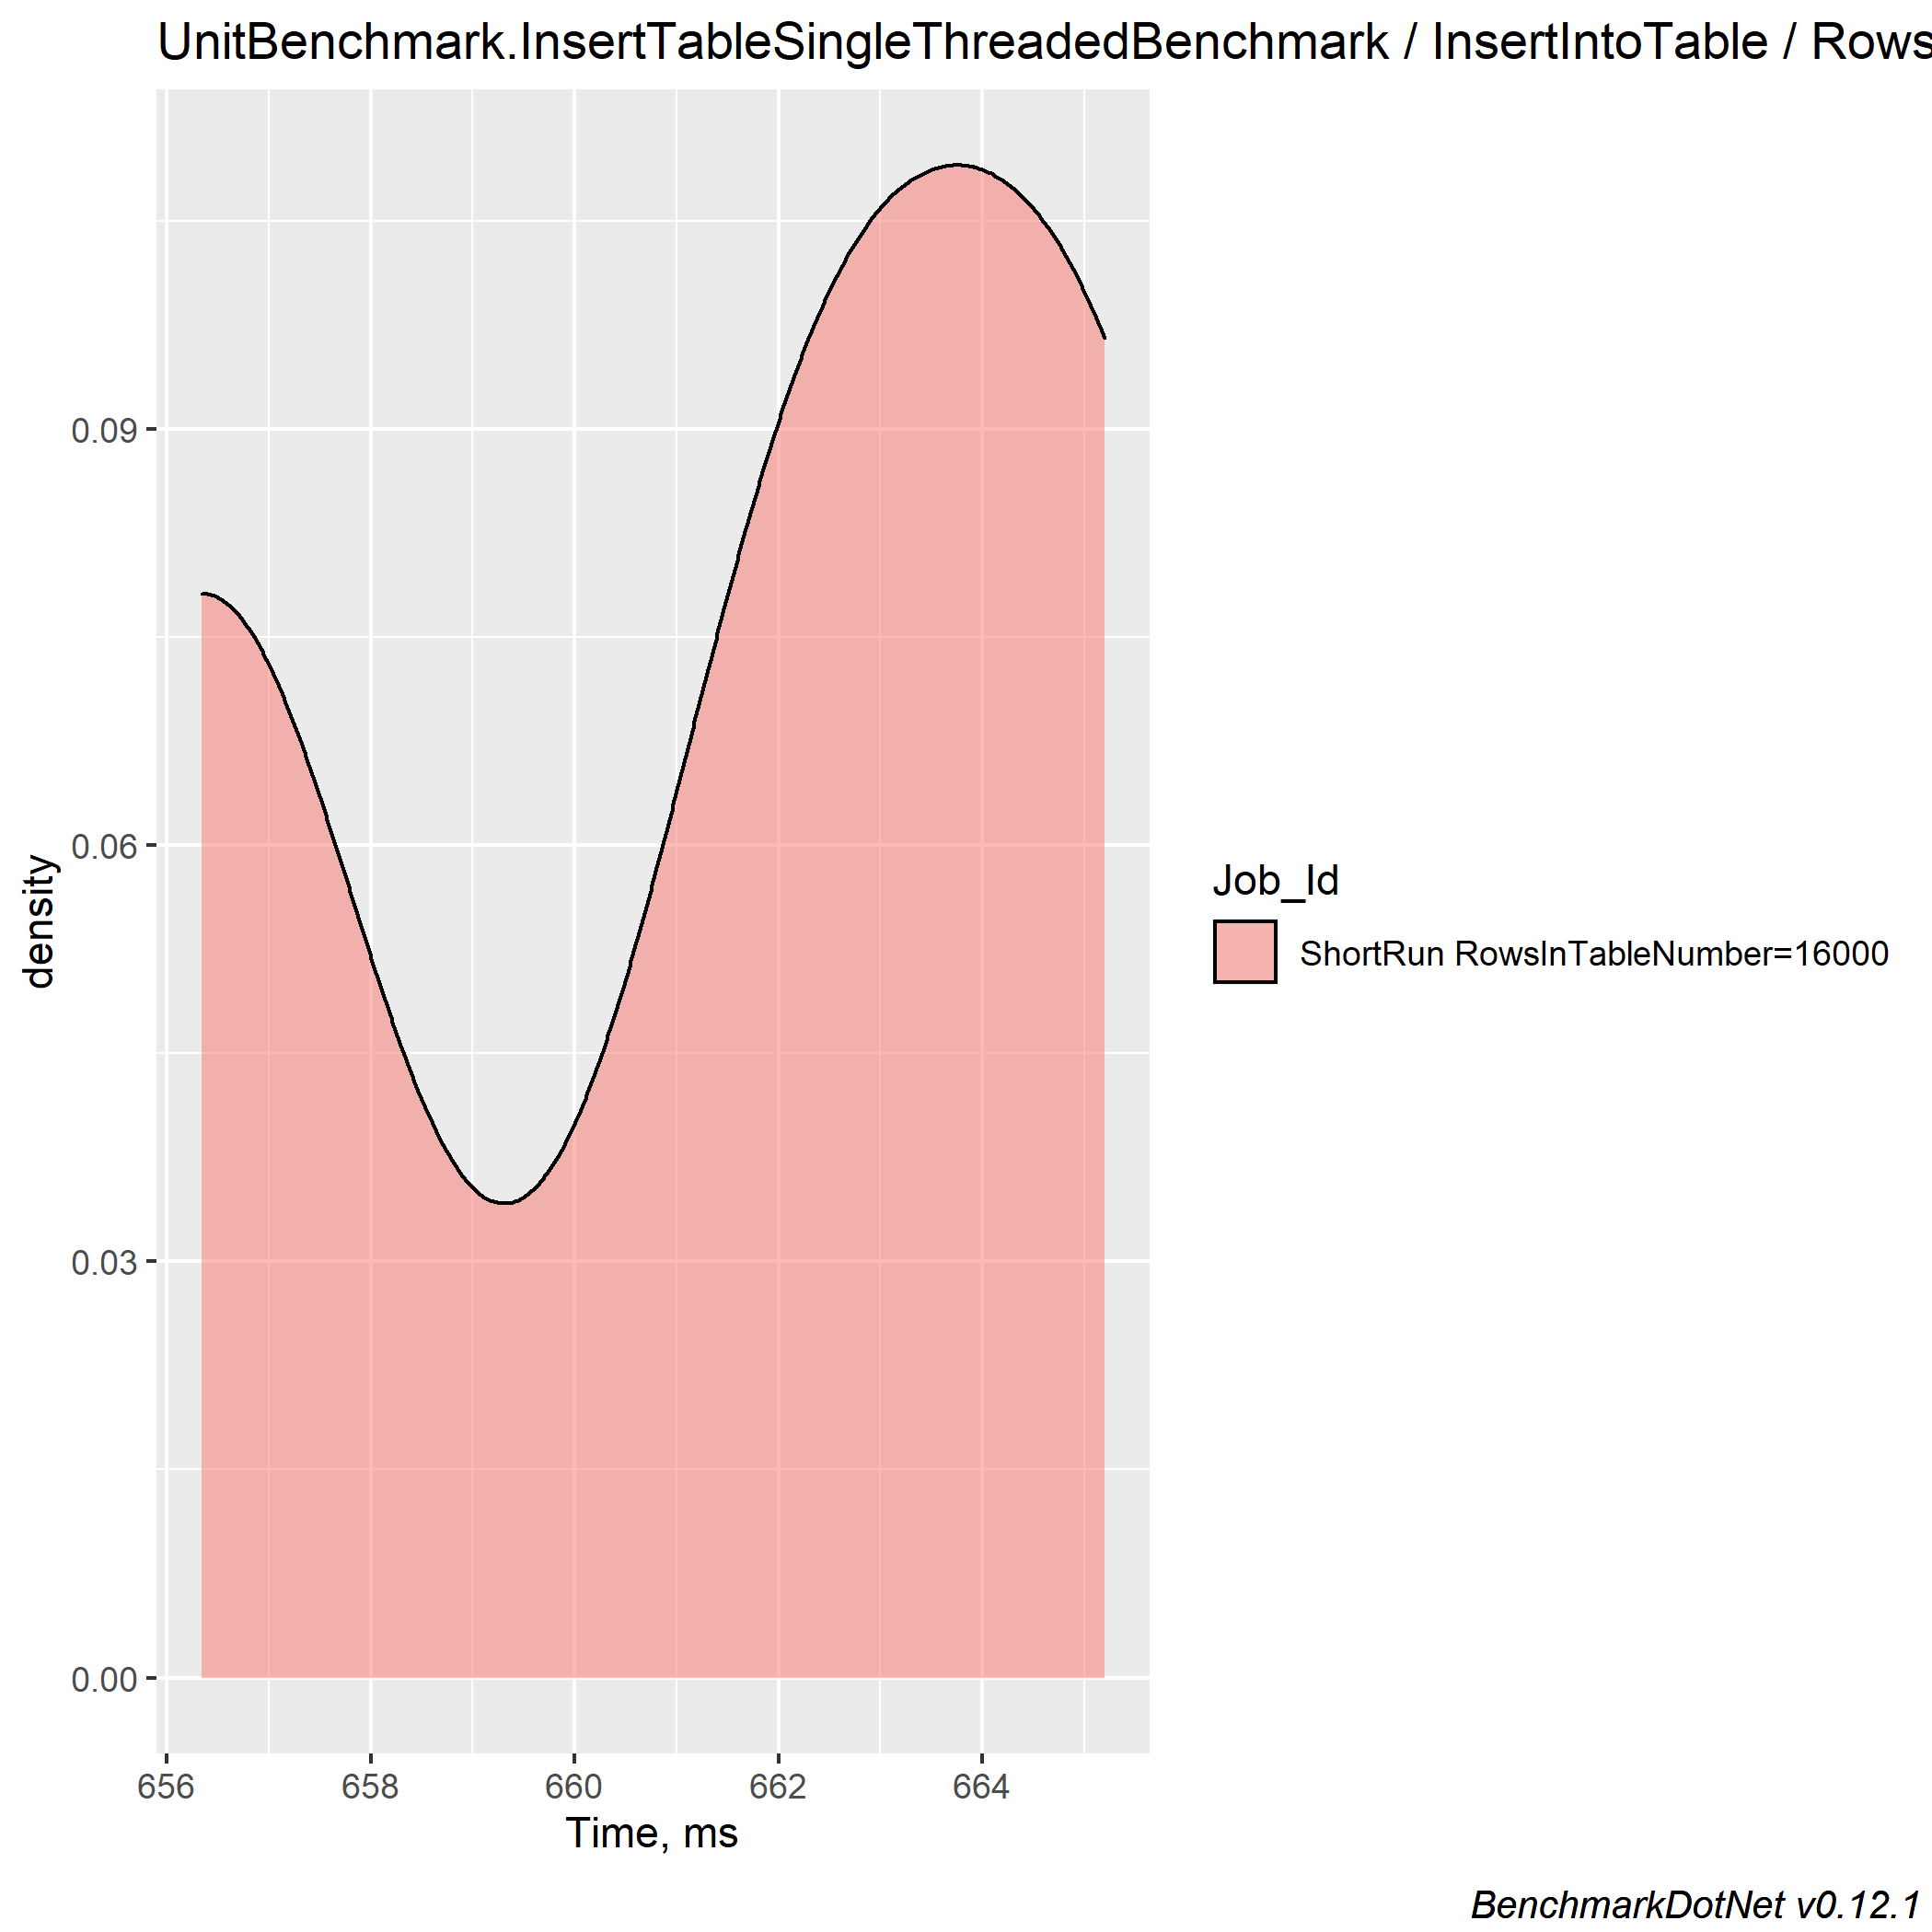 UnitBenchmark.InsertTableSingleThreadedBenchmark / InsertIntoTable / Rows
0.09
0.06
0.03
0.00
density
656 658 660 662 664
Time, ms
Job_Id
ShortRun RowsInTableNumber=16000
BenchmarkDotNet v0.12.1